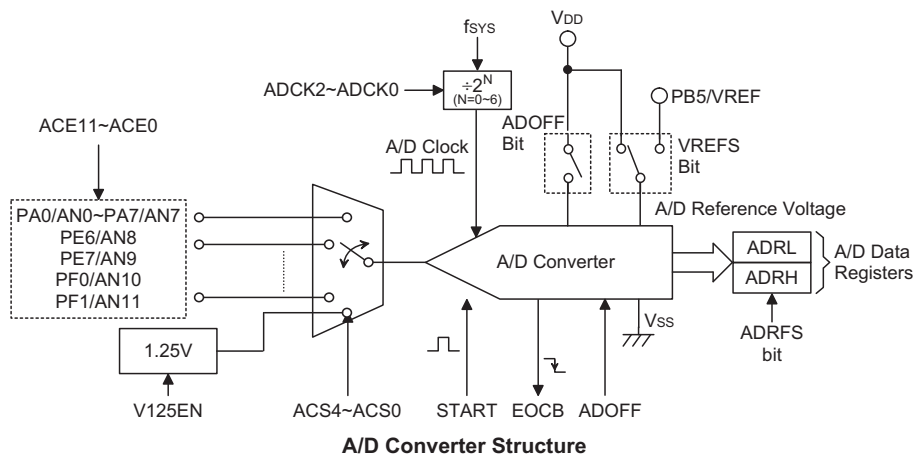 fSYS
VDD
ADCK2~ADCK0
÷2^N
(N=0~6)
PB5/VREF
ACE11~ACE0
ADOFF
Bit
VREFS
Bit
A/D Clock
PA0/AN0~PA7/AN7
PE6/AN8
PE7/AN9
PF0/AN10
PF1/AN11
A/D Reference Voltage
A/D Converter
ADRL
ADRH
A/D Data
Registers
VSS
ADRFS
bit
1.25V
V125EN
ACS4~ACS0
START
EOCB
ADOFF
A/D Converter Structure